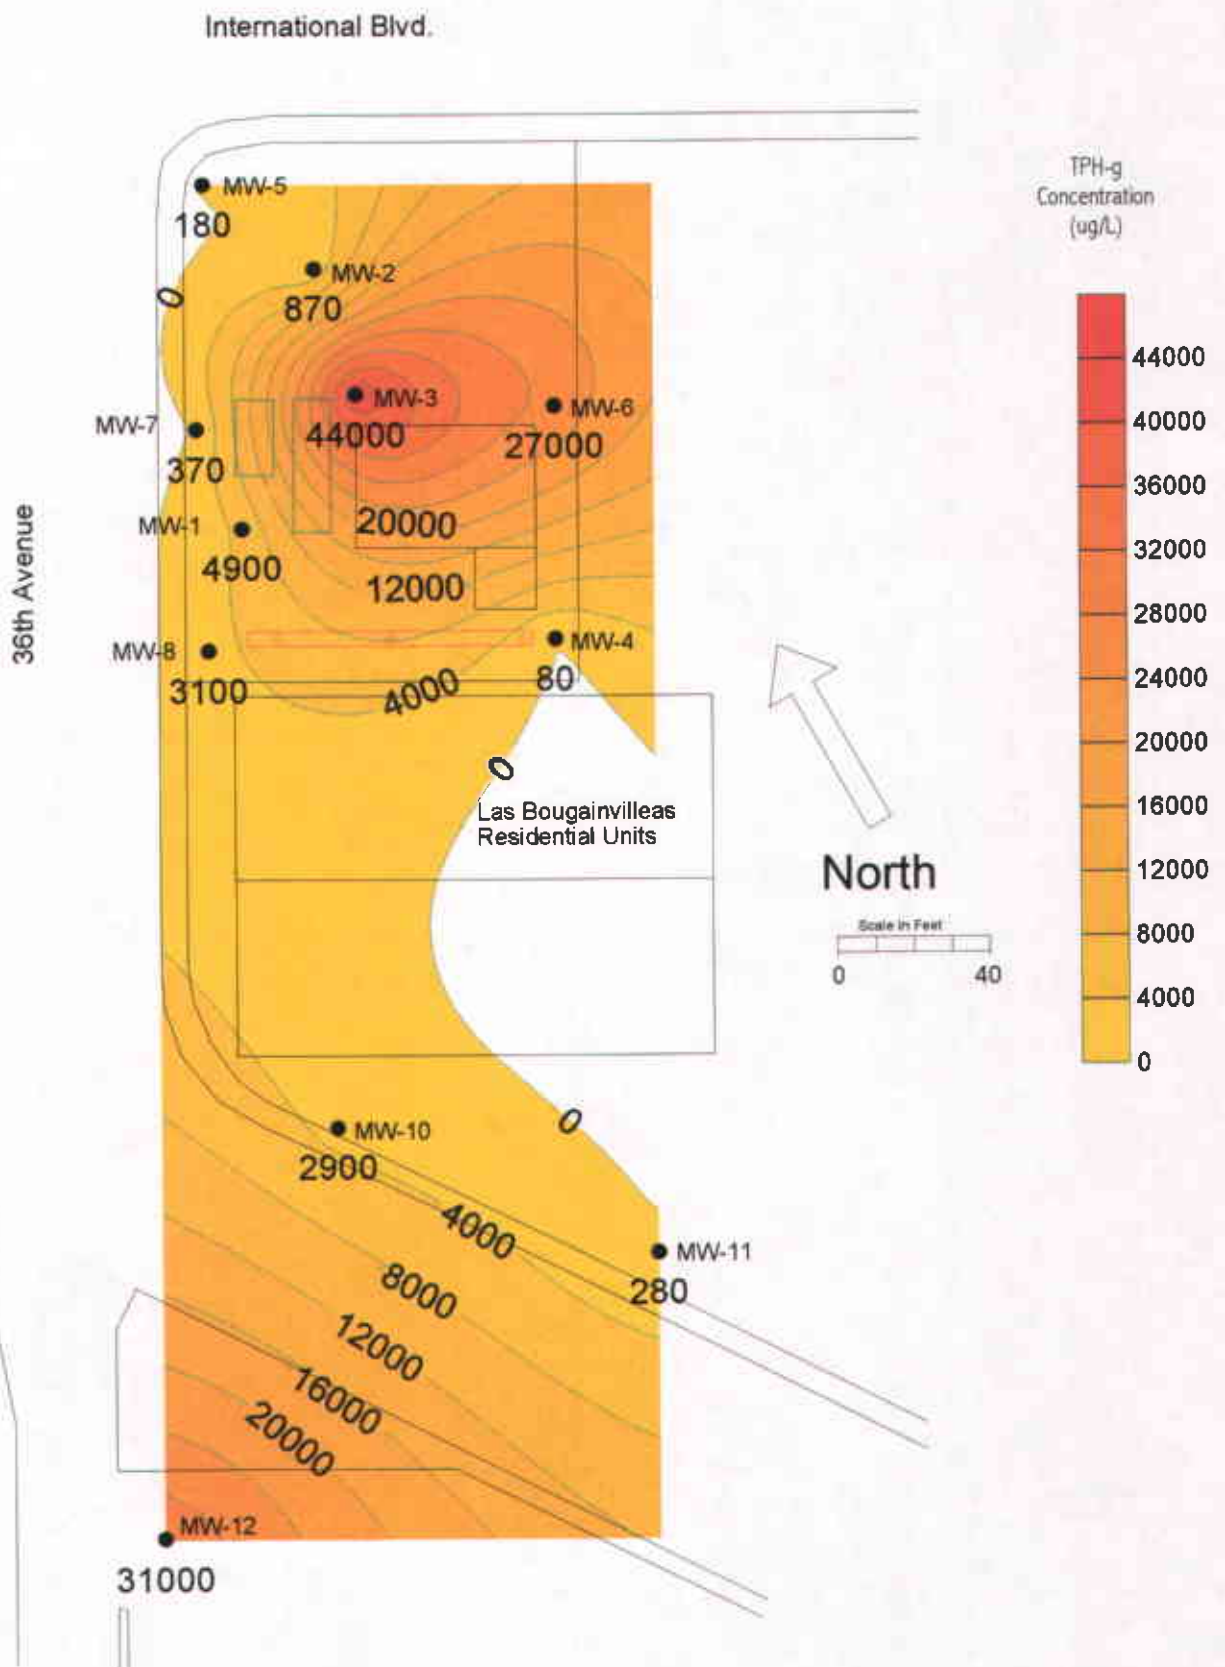 International Blvd.
TPH-g
Concentration
(ug/L)
MW-5
180
0
MW-2
870
MW-3
44000
MW-6
27000
MW-7
370
MW-1
4900
20000
12000
36th Avenue
MW-8
3100
4000
MW-4
80
0
Las Bougainvilleas
Residential Units
North
Scale in Feet
0 40
44000
40000
36000
32000
28000
24000
20000
16000
12000
8000
4000
0
MW-10
2900
0
4000
MW-11
280
8000
12000
16000
20000
MW-12
31000